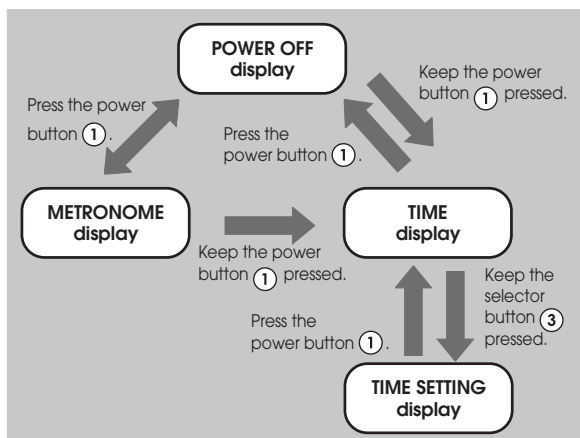 POWER OFF
display
Keep the power
button 1 pressed.
Press the power
button 1.
Press the
power button 1.
METRONOME
display
TIME
display
Keep the power
button 1 pressed.
Keep the
selector
button 3
pressed.
Press the
power button 1.
TIME SETTING
display